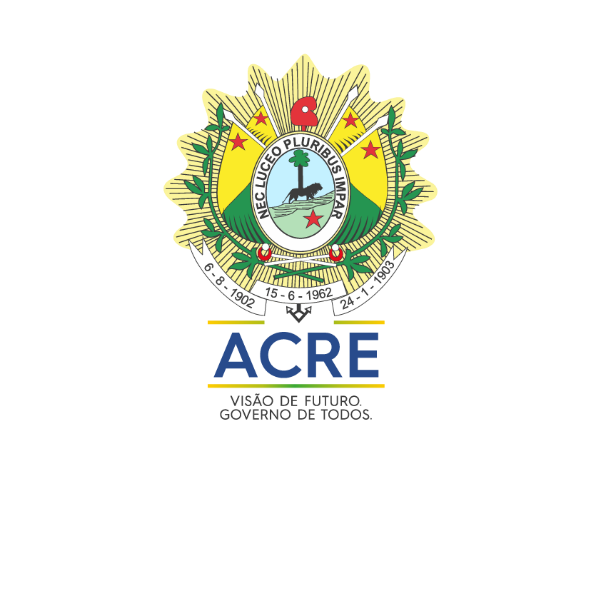 NEC LUCEO PLURIBUS IMPAR
6 - 8 - 1902
15 - 6 - 1962
24 - 1 - 1903
ACRE
VISÃO DE FUTURO.
GOVERNO DE TODOS.